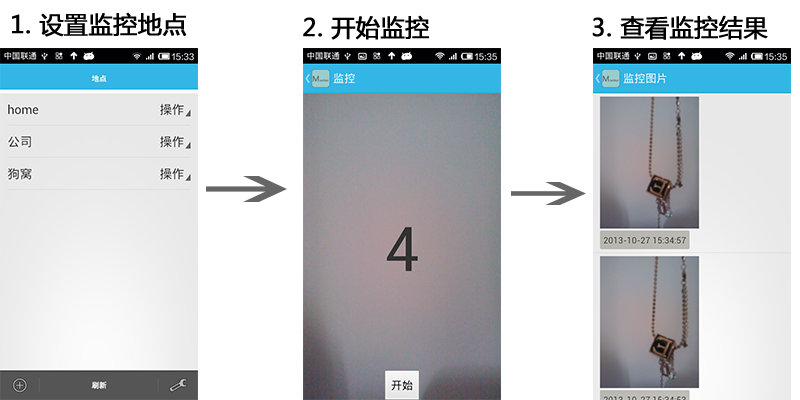 1. 设置监控地点
2. 开始监控
3. 查看监控结果
中国联通 15:33
地点
home 操作
公司 操作
狗窝 操作
刷新
中国联通 15:35
监控
4
开始
中国联通 15:35
监控图片
2013-10-27 15:34:57
2013-10-27 15:34:53